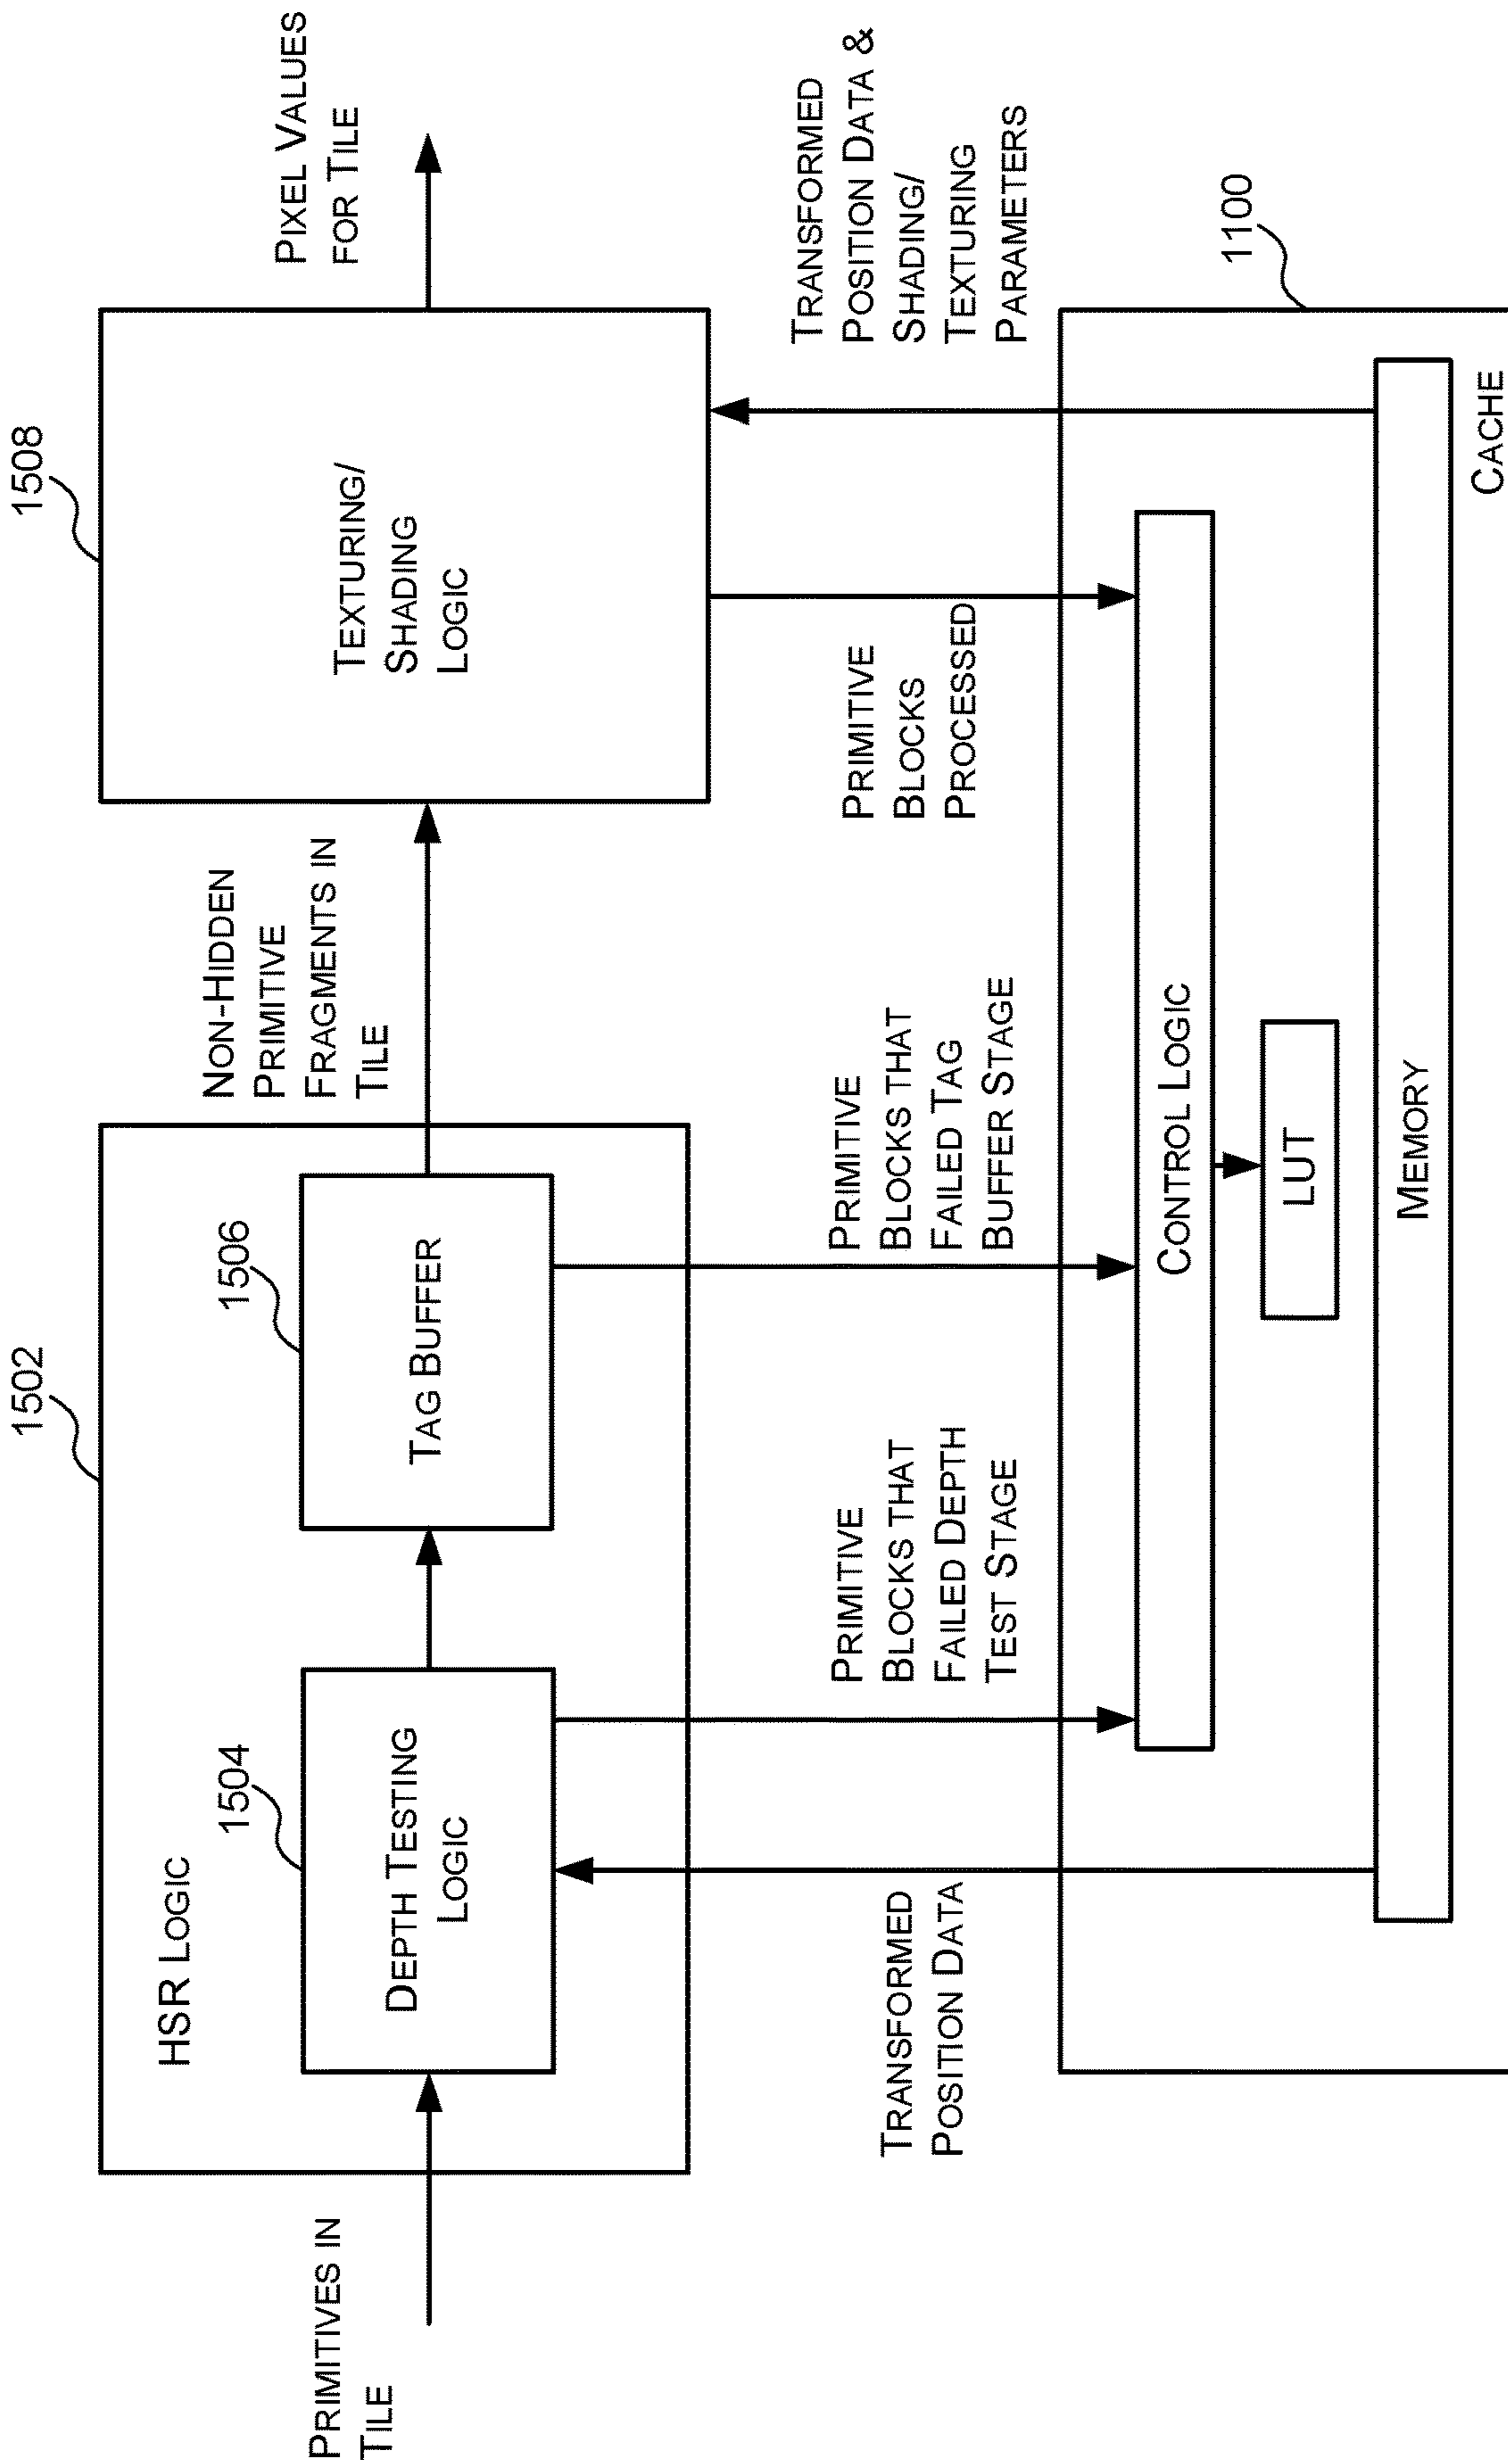 1502
1508
HSR LOGIC
1504
1506
PRIMITIVES IN
TILE
DEPTH TESTING
LOGIC
TAG BUFFER
NON-HIDDEN
PRIMITIVE
FRAGMENTS IN
TILE
TEXTURING/
SHADING
LOGIC
PIXEL VALUES
FOR TILE
TRANSFORMED
POSITION DATA
PRIMITIVE
BLOCKS THAT
FAILED DEPTH
TEST STAGE
PRIMITIVE
BLOCKS THAT
FAILED TAG
BUFFER STAGE
PRIMITIVE
BLOCKS
PROCESSED
TRANSFORMED
POSITION DATA &
SHADING/
TEXTURING
PARAMETERS
1100
CONTROL LOGIC
LUT
MEMORY
CACHE